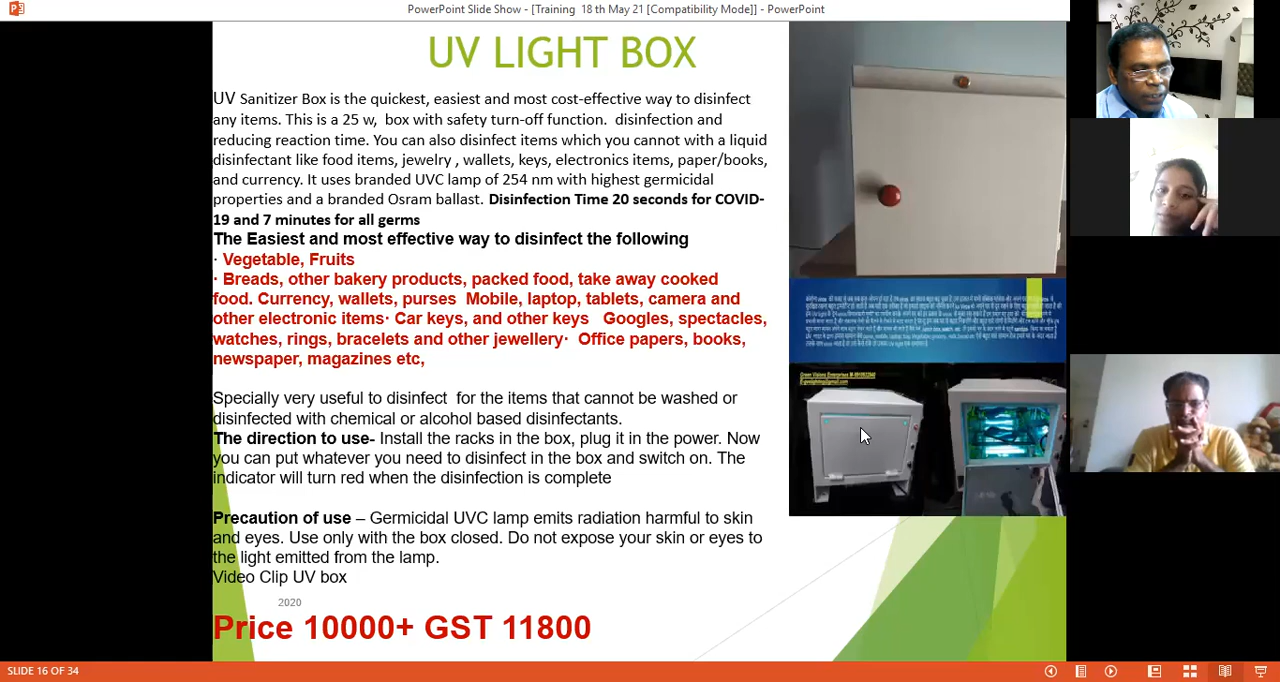 PowerPoint Slide Show - [Training  18 th May 21 [Compatibility Mode]] - PowerPoint
UV LIGHT BOX
UV Sanitizer Box is the quickest, easiest and most cost-effective way to disinfect
any items. This is a 25 w,  box with safety turn-off function.  disinfection and
reducing reaction time. You can also disinfect items which you cannot with a liquid
disinfectant like food items, jewelry , wallets, keys, electronics items, paper/books,
and currency. It uses branded UVC lamp of 254 nm with highest germicidal
properties and a branded Osram ballast. Disinfection Time 20 seconds for COVID-
19 and 7 minutes for all germs
The Easiest and most effective way to disinfect the following
· Vegetable, Fruits
· Breads, other bakery products, packed food, take away cooked
food. Currency, wallets, purses  Mobile, laptop, tablets, camera and
other electronic items· Car keys, and other keys   Googles, spectacles,
watches, rings, bracelets and other jewellery·  Office papers, books,
newspaper, magazines etc,
Specially very useful to disinfect  for the items that cannot be washed or
disinfected with chemical or alcohol based disinfectants.
The direction to use- Install the racks in the box, plug it in the power. Now
you can put whatever you need to disinfect in the box and switch on. The
indicator will turn red when the disinfection is complete
Precaution of use – Germicidal UVC lamp emits radiation harmful to skin
and eyes. Use only with the box closed. Do not expose your skin or eyes to
the light emitted from the lamp.
Video Clip UV box
2020
Price 10000+ GST 11800
Green Visions Enterprises
SLIDE 16 OF 34